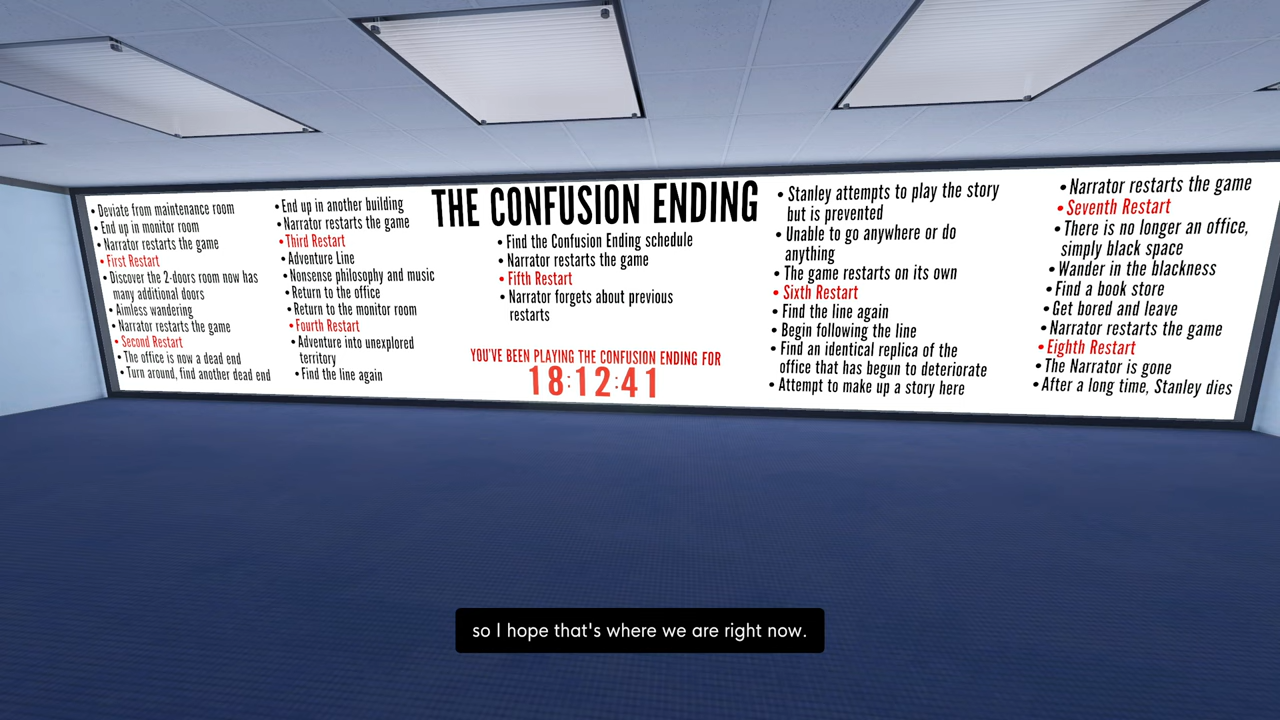 • Deviate from maintenance room
• End up in monitor room
• Narrator restarts the game
• First Restart
• Discover the 2-doors room now has
many additional doors
• Aimless wandering
• Narrator restarts the game
• Second Restart
• The office is now a dead end
• Turn around, find another dead end
• End up in another building
• Narrator restarts the game
• Third Restart
• Adventure Line
• Nonsense philosophy and music
• Return to the office
• Return to the monitor room
• Fourth Restart
• Adventure into unexplored
territory
• Find the line again
THE CONFUSION ENDING
• Find the Confusion Ending schedule
• Narrator restarts the game
• Fifth Restart
• Narrator forgets about previous
restarts
YOU'VE BEEN PLAYING THE CONFUSION ENDING FOR
18:12:41
• Stanley attempts to play the story
but is prevented
• Unable to go anywhere or do
anything
• The game restarts on its own
• Sixth Restart
• Find the line again
• Begin following the line
• Find an identical replica of the
office that has begun to deteriorate
• Attempt to make up a story here
• Narrator restarts the game
• Seventh Restart
• There is no longer an office,
simply black space
• Wander in the blackness
• Find a book store
• Get bored and leave
• Narrator restarts the game
• Eighth Restart
• The Narrator is gone
• After a long time, Stanley dies
so I hope that's where we are right now.